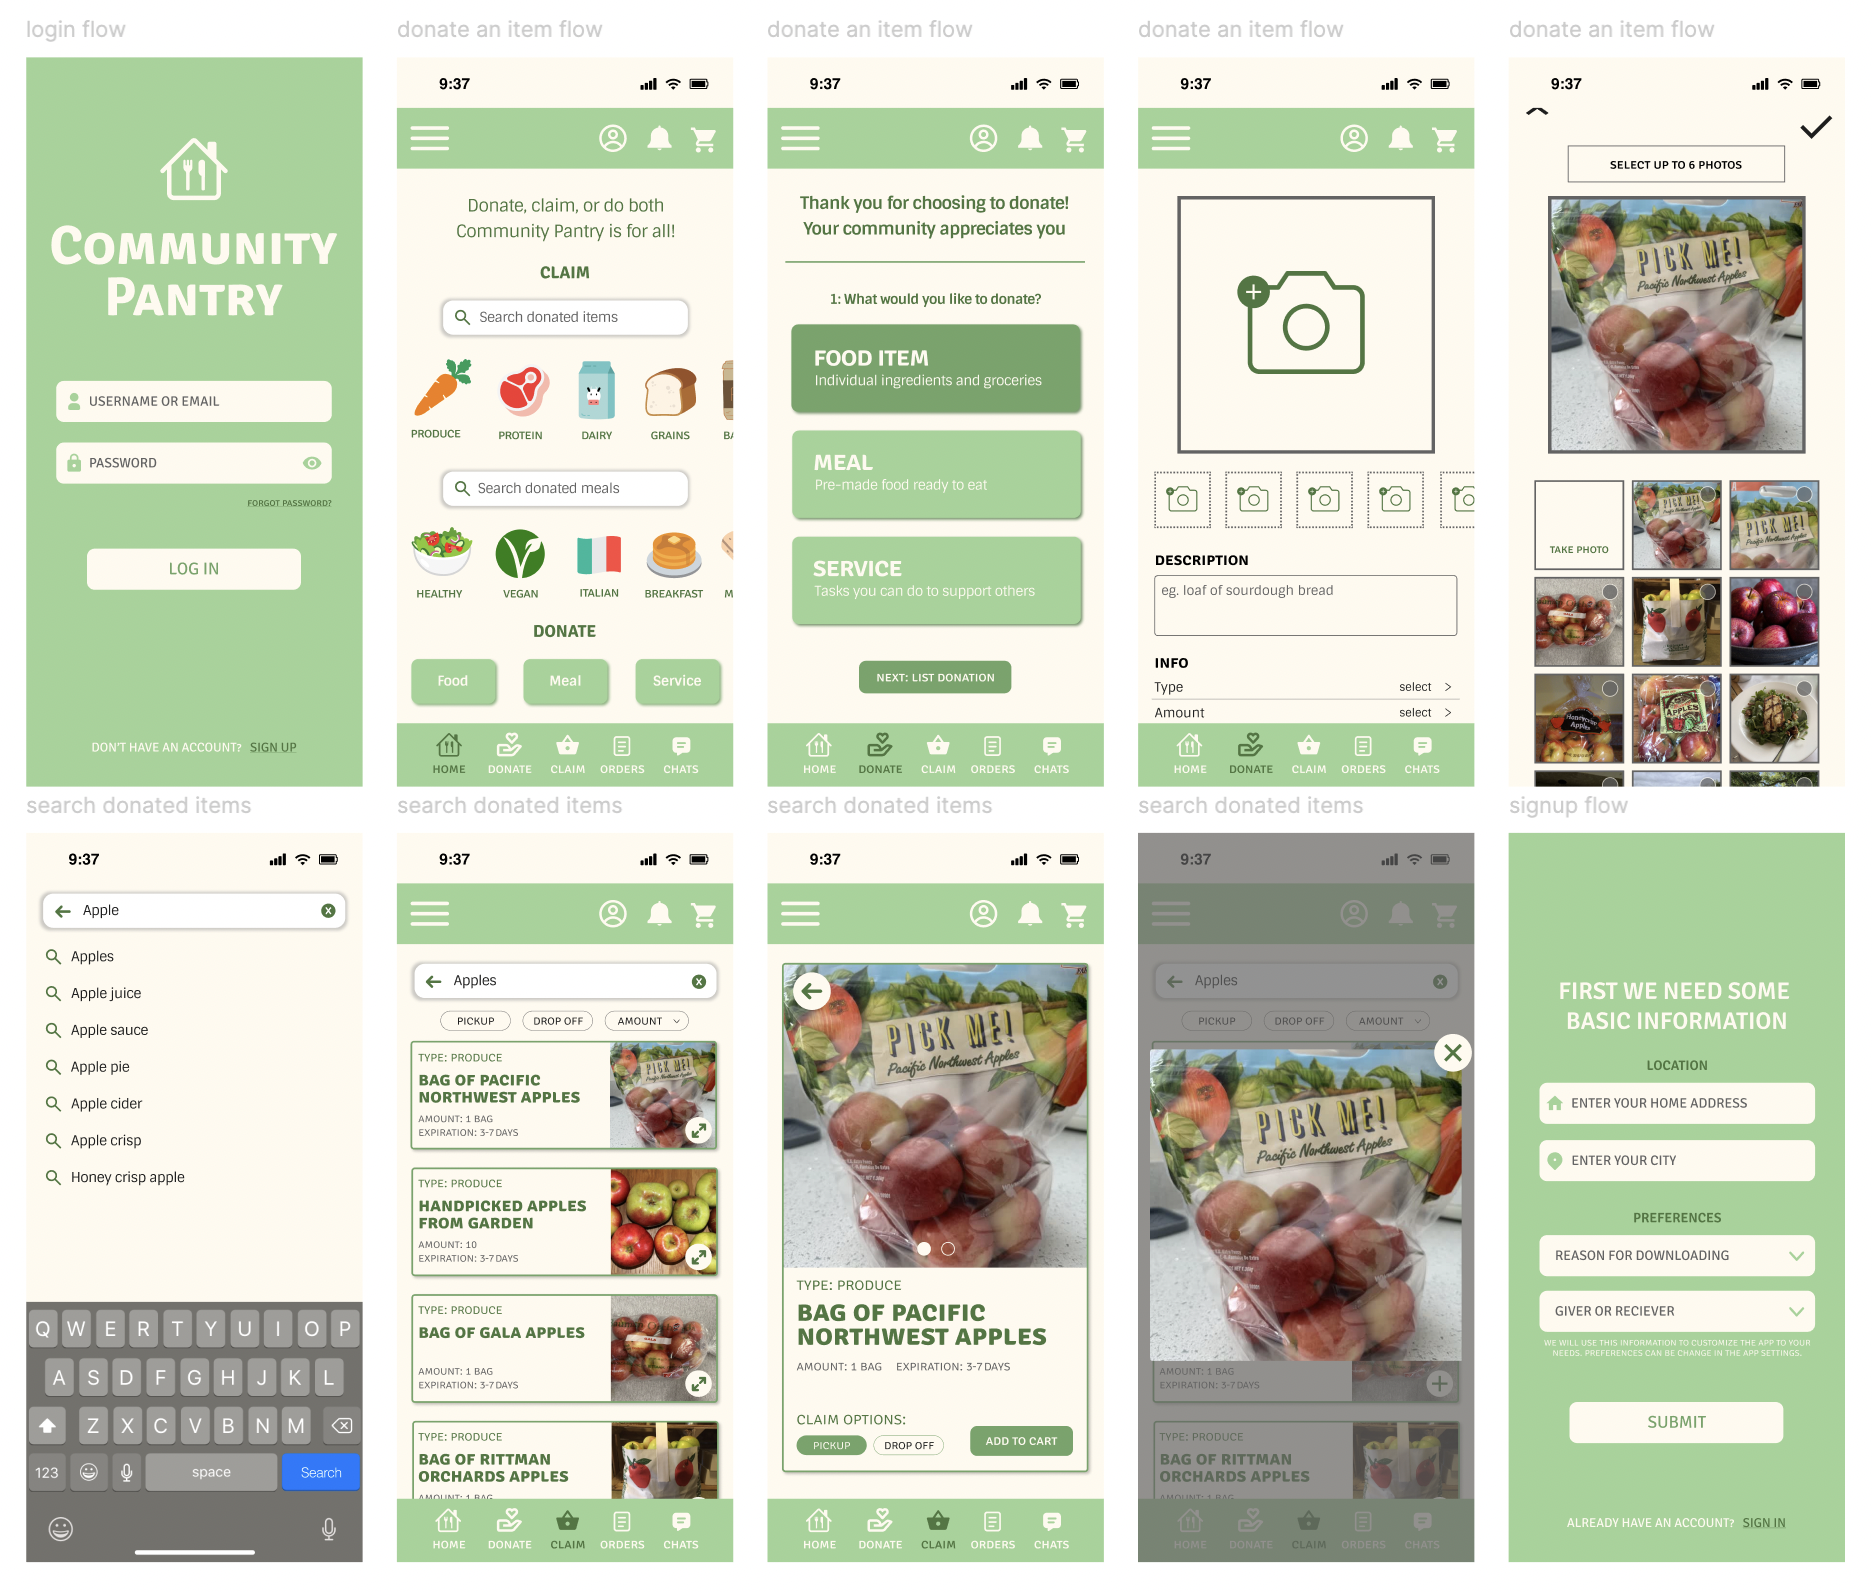 login flow
COMMUNITY
PANTRY
USERNAME OR EMAIL
PASSWORD
FORGOT PASSWORD?
LOG IN
DON'T HAVE AN ACCOUNT? SIGN UP
donate an item flow
9:37
Donate, claim, or do both
Community Pantry is for all!
CLAIM
Search donated items
PRODUCE PROTEIN DAIRY GRAINS BA
Search donated meals
HEALTHY VEGAN ITALIAN BREAKFAST M
DONATE
Food Meal Service
HOME DONATE CLAIM ORDERS CHATS
donate an item flow
9:37
Thank you for choosing to donate!
Your community appreciates you
1: What would you like to donate?
FOOD ITEM
Individual ingredients and groceries
MEAL
Pre-made food ready to eat
SERVICE
Tasks you can do to support others
NEXT: LIST DONATION
HOME DONATE CLAIM ORDERS CHATS
donate an item flow
9:37
DESCRIPTION
eg. loaf of sourdough bread
INFO
Type select >
Amount select >
HOME DONATE CLAIM ORDERS CHATS
donate an item flow
9:37
SELECT UP TO 6 PHOTOS
PICK ME!
Pacific Northwest Apples
TAKE PHOTO
PICK ME!
PICK ME!
Honeycrisp
Apples
APPLES
search donated items
9:37
Apple
Apples
Apple juice
Apple sauce
Apple pie
Apple cider
Apple crisp
Honey crisp apple
Q W E R T Y U I O P
A S D F G H J K L
Z X C V B N M
123 space Search
search donated items
9:37
Apples
PICKUP DROP OFF AMOUNT
TYPE: PRODUCE
BAG OF PACIFIC
NORTHWEST APPLES
AMOUNT: 1 BAG
EXPIRATION: 3-7 DAYS
PICK ME!
Pacific Northwest Apples
TYPE: PRODUCE
HANDPICKED APPLES
FROM GARDEN
AMOUNT: 10
EXPIRATION: 3-7 DAYS
TYPE: PRODUCE
BAG OF GALA APPLES
AMOUNT: 1 BAG
EXPIRATION: 3-7 DAYS
GALA
TYPE: PRODUCE
BAG OF RITTMAN
ORCHARDS APPLES
AMOUNT: 1 BAG
HOME DONATE CLAIM ORDERS CHATS
search donated items
9:37
PICK ME!
Pacific Northwest Apples
TYPE: PRODUCE
BAG OF PACIFIC
NORTHWEST APPLES
AMOUNT: 1 BAG EXPIRATION: 3-7 DAYS
CLAIM OPTIONS:
PICKUP DROP OFF ADD TO CART
HOME DONATE CLAIM ORDERS CHATS
search donated items
9:37
Apples
PICKUP DROP OFF AMOUNT
PICK ME!
Pacific Northwest Apples
AMOUNT: 1 BAG
EXPIRATION: 3-7 DAYS
TYPE: PRODUCE
BAG OF RITTMAN
ORCHARDS APPLES
AMOUNT: 1 BAG
HOME DONATE CLAIM ORDERS CHATS
signup flow
FIRST WE NEED SOME
BASIC INFORMATION
LOCATION
ENTER YOUR HOME ADDRESS
ENTER YOUR CITY
PREFERENCES
REASON FOR DOWNLOADING
GIVER OR RECIEVER
WE WILL USE THIS INFORMATION TO CUSTOMIZE THE APP TO YOUR
NEEDS. PREFERENCES CAN BE CHANGE IN THE APP SETTINGS.
SUBMIT
ALREADY HAVE AN ACCOUNT? SIGN IN